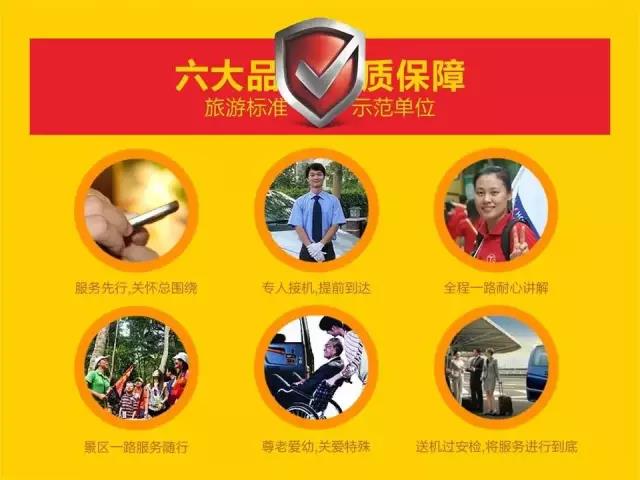 六大品 质保障
旅游标准 示范单位
服务先行,关怀总围绕
专人接机,提前到达
全程一路耐心讲解
景区一路服务随行
尊老爱幼,关爱特殊
送机过安检,将服务进行到底